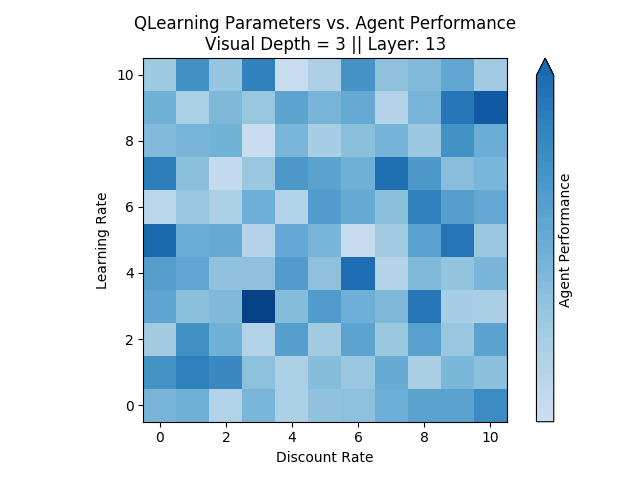 QLearning Parameters vs. Agent Performance
Visual Depth = 3 || Layer: 13
10
8
6
4
2
0
Learning Rate
0 2 4 6 8 10
Discount Rate
Agent Performance